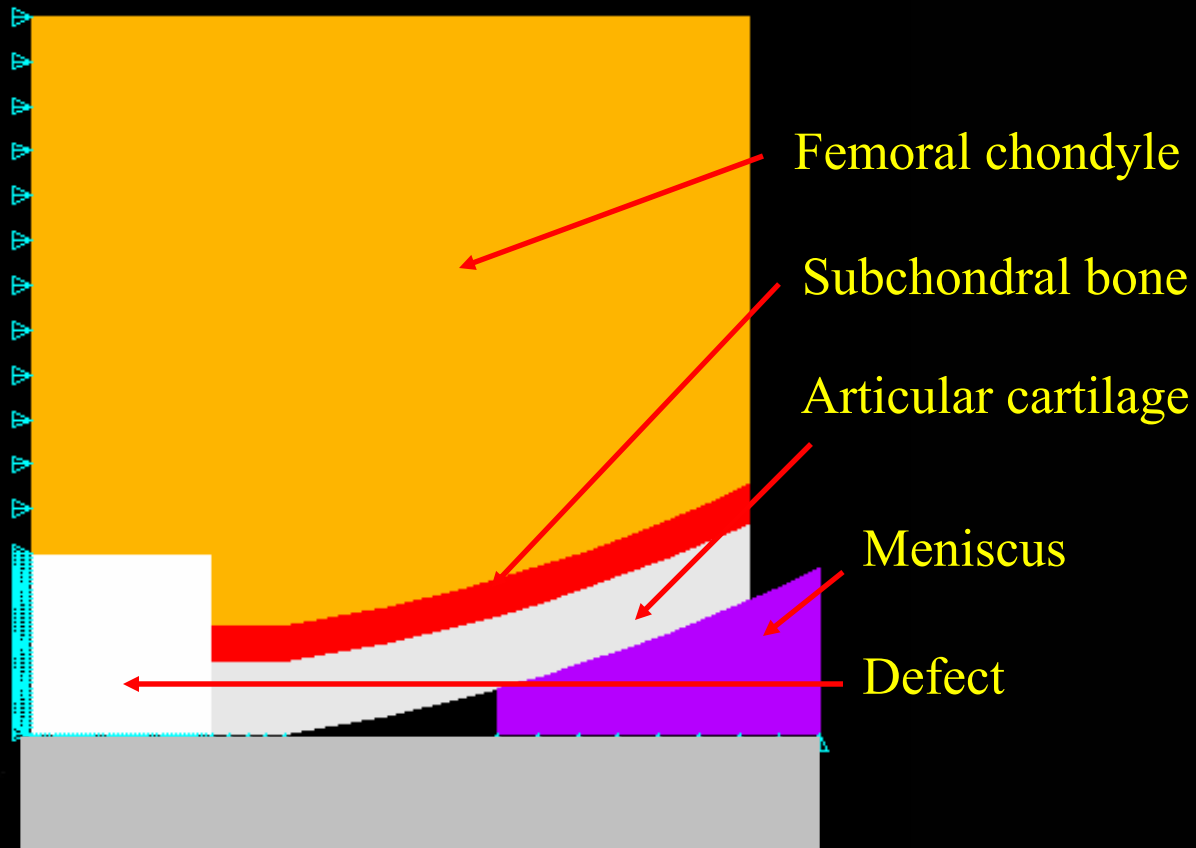 Femoral chondyle
Subchondral bone
Articular cartilage
Meniscus
Defect